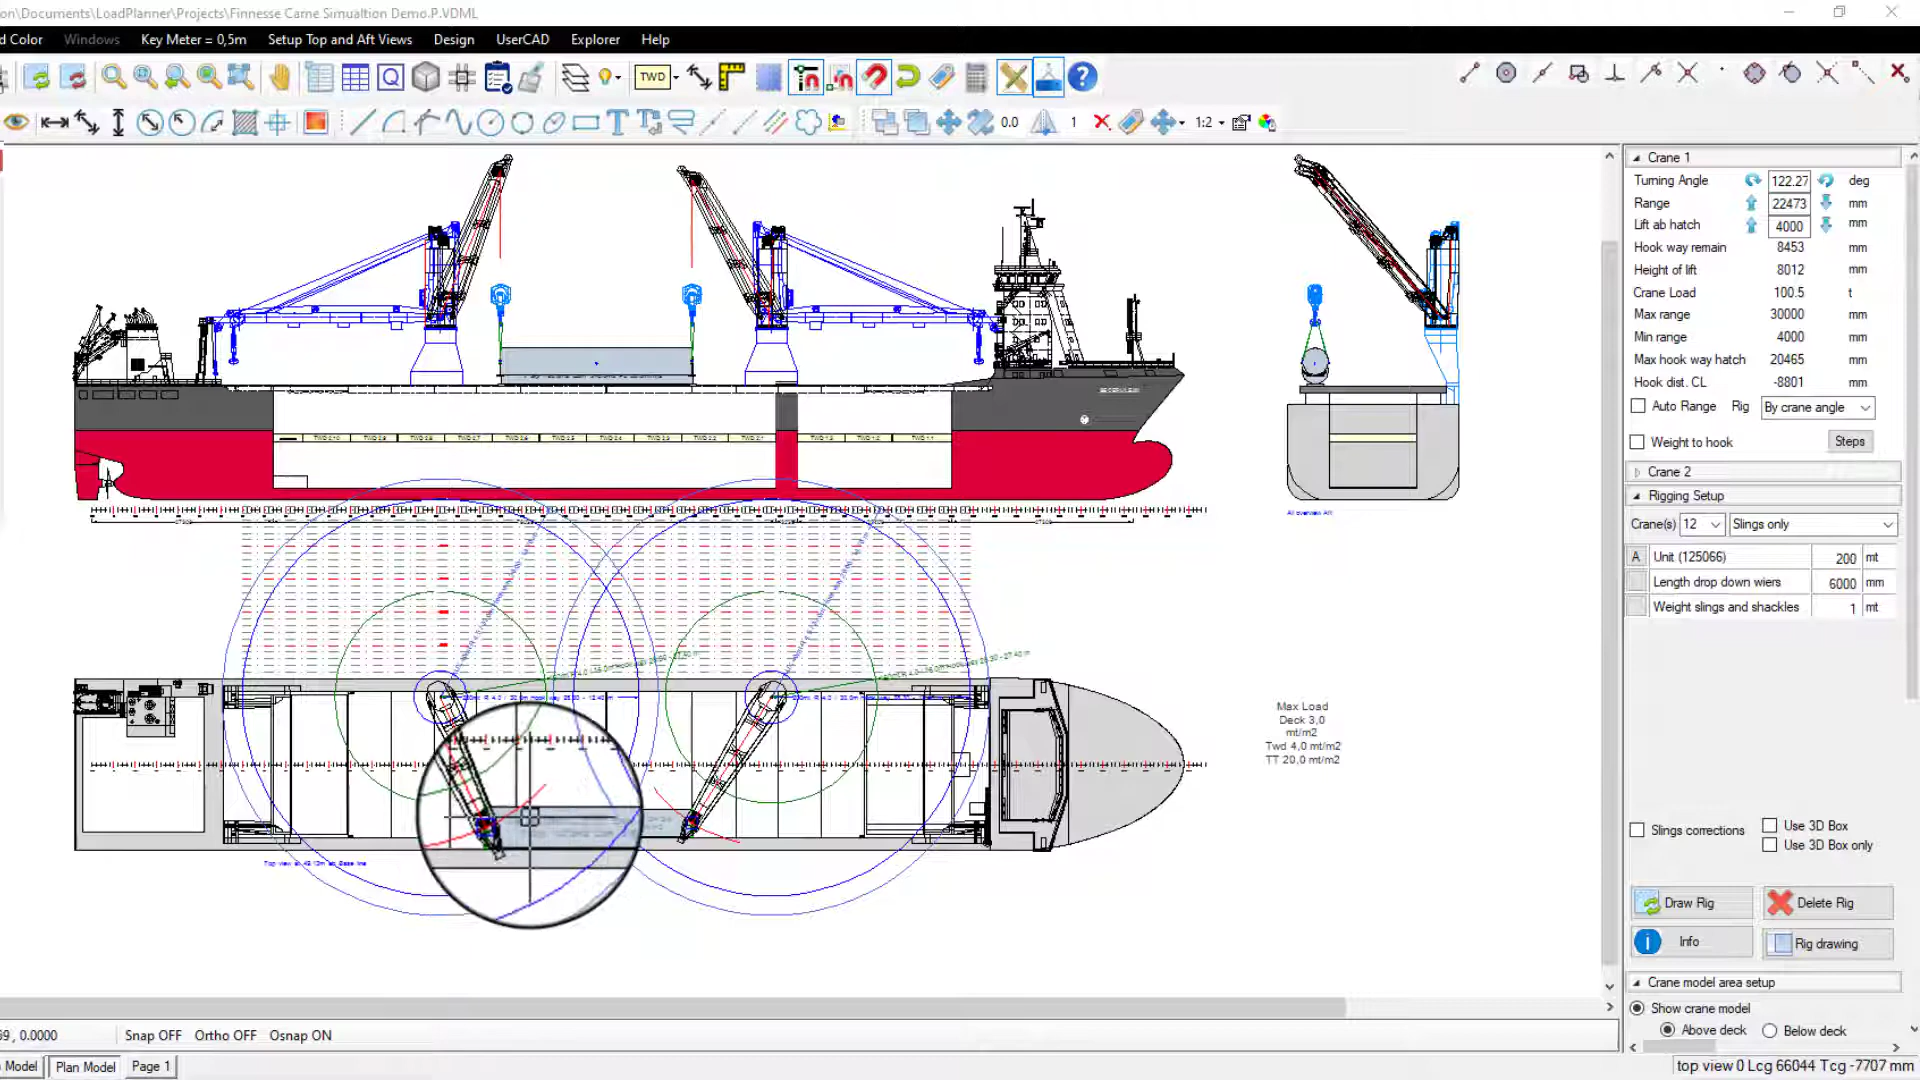 on\Documents\LoadPlanner\Projects\Finnesse Carne Simualtion Demo.P.VDML
d Color Windows Key Meter = 0,5m Setup Top and Aft Views Design UserCAD Explorer Help
TWD
0.0 1 1:2
Crane 1
Turning Angle 122.27 deg
Range 22473 mm
Lift ab hatch 4000 mm
Hook way remain 8453 mm
Height of lift 8012 mm
Crane Load 100.5 t
Max range 30000 mm
Min range 4000 mm
Max hook way hatch 20465 mm
Hook dist. CL -8801 mm
Auto Range Rig By crane angle
Weight to hook Steps
Crane 2
Rigging Setup
Crane(s) 12 Slings only
A Unit (125066) 200 mt
Length drop down wiers 6000 mm
Weight slings and shackles 1 mt
Max Load
Deck 3,0
mt/m2
Twd 4,0 mt/m2
TT 20,0 mt/m2
Slings corrections Use 3D Box
Use 3D Box only
Draw Rig Delete Rig
Info Rig drawing
Crane model area setup
Show crane model
Above deck Below deck
69 , 0.0000 Snap OFF Ortho OFF Osnap ON
Model Plan Model Page 1
top view 0 Lcg 66044 Tcg -7707 mm